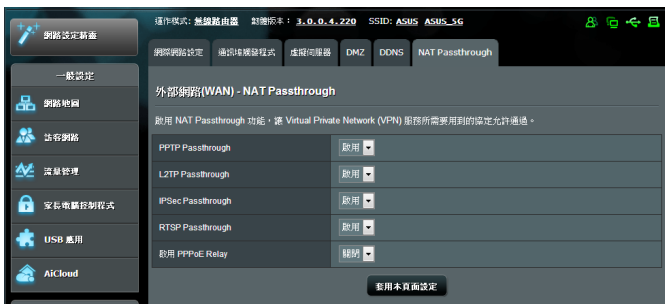 運作模式: 無線路由器 韌體版本: 3.0.0.4.220 SSID: ASUS ASUS_5G
網路設定精靈
網際網路設定 通訊埠觸發程式 虛擬伺服器 DMZ DDNS NAT Passthrough
一般設定
網路地圖
訪客網路
流量管理
家長電腦控制程式
USB 應用
AiCloud
外部網路(WAN) - NAT Passthrough
啟用 NAT Passthrough 功能，讓 Virtual Private Network (VPN) 服務所需要用到的協定允許通過。
PPTP Passthrough 啟用
L2TP Passthrough 啟用
IPSec Passthrough 啟用
RTSP Passthrough 啟用
啟用 PPPoE Relay 關閉
套用本頁面設定